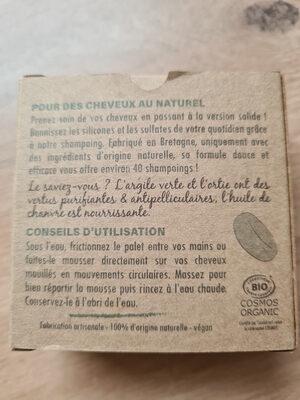 POUR DES CHEVEUX AU NATUREL
Prenez soin de vos cheveux en passant à la version solide !
Bannissez les silicones et les sulfates de votre quotidien grâce
à notre shampoing. Fabriqué en Bretagne, uniquement avec
des ingrédients d'origine naturelle, sa formule douce et
efficace vous offre environ 40 shampoings !
Le saviez-vous ? L'argile verte et l'ortie ont des
vertus purifiantes & antipelliculaires, l'huile de
chanvre est nourrissante.
CONSEILS D'UTILISATION
Sous l'eau, frictionnez le palet entre vos mains ou
faites-le mousser directement sur vos cheveux
mouillés en mouvements circulaires. Massez pour
bien répartir la mousse puis rincez à l'eau chaude.
Conservez-le à l'abri de l'eau.
BIO
COSMOS
ORGANIC
Fabrication artisanale - 100% d'origine naturelle - végan